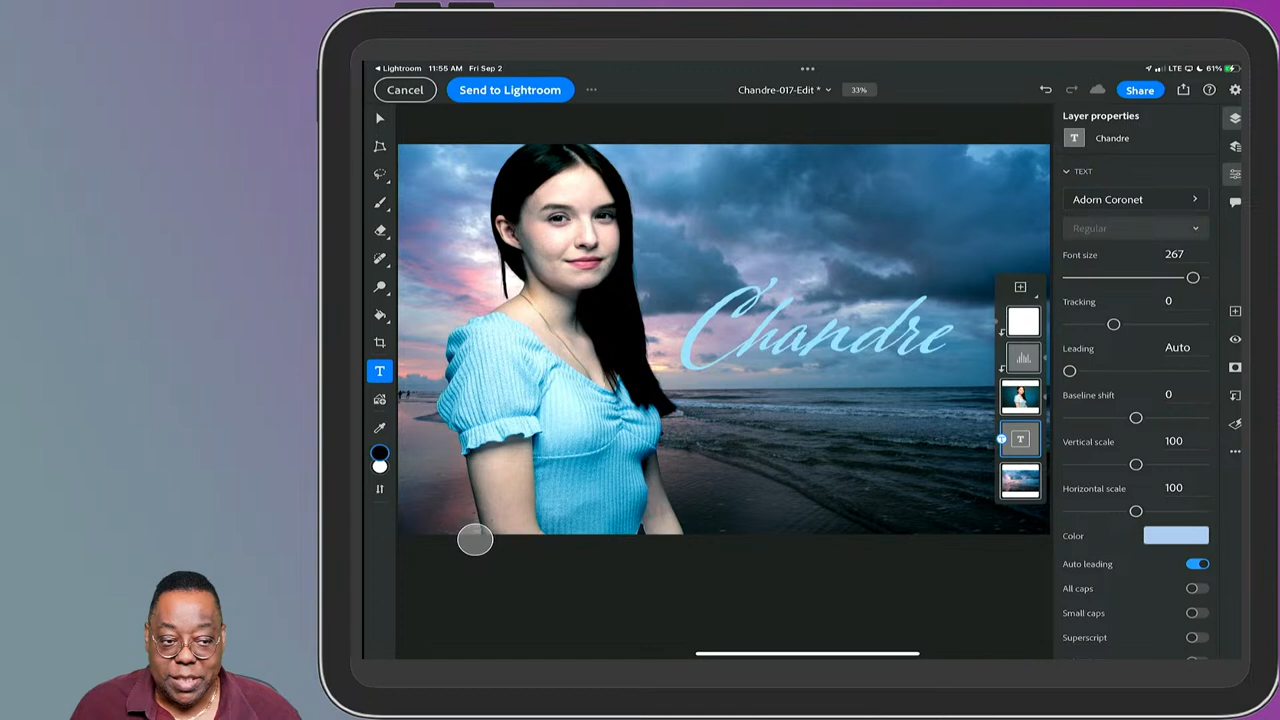 Lightroom 11:55 AM Fri Sep 2
LTE 61%
Cancel Send to Lightroom Chandre-017-Edit * 33% Share
Layer properties
T Chandre
TEXT
Adorn Coronet
Regular
Font size 267
Tracking 0
Leading Auto
Baseline shift 0
Vertical scale 100
Horizontal scale 100
Color
Auto leading
All caps
Small caps
Superscript
Chandre
T
T
T